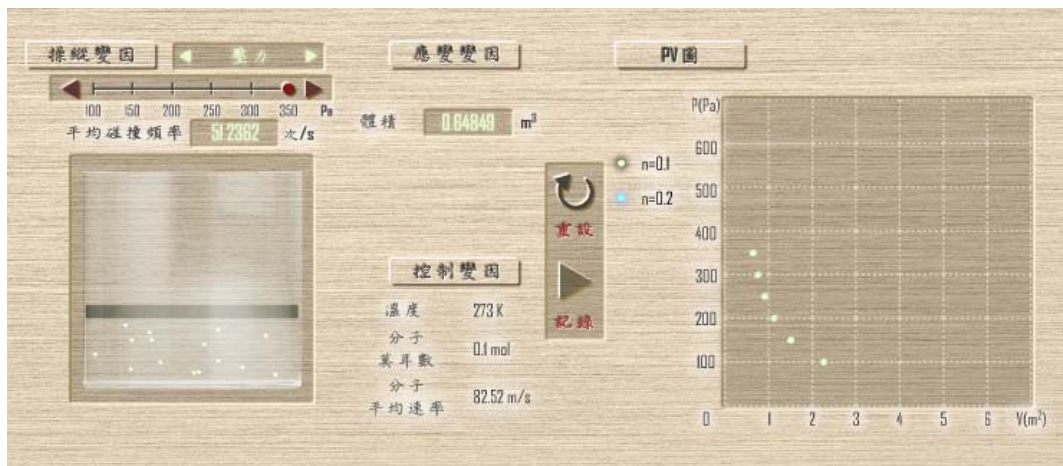 操縱變因
壓力
100 150 200 250 300 350 Pa
平均碰撞頻率 51.2362 次/s
應變變因
體積 0.64849 m³
重設
記錄
控制變因
溫度 273 K
分子
莫耳數 0.1 mol
分子
平均速率 82.52 m/s
PV圖
P(Pa)
n=0.1
n=0.2
600
500
400
300
200
100
0 1 2 3 4 5 6 V(m²)